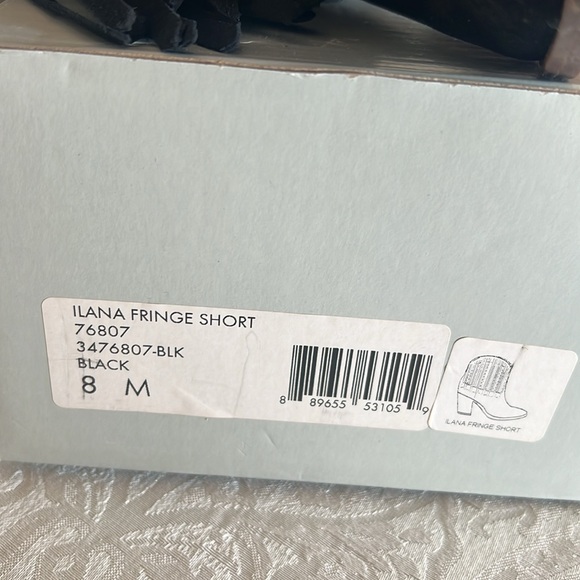 ILANA FRINGE SHORT
76807
3476807-BLK
BLACK
8 M
8 89655 53105 9
ILANA FRINGE SHORT